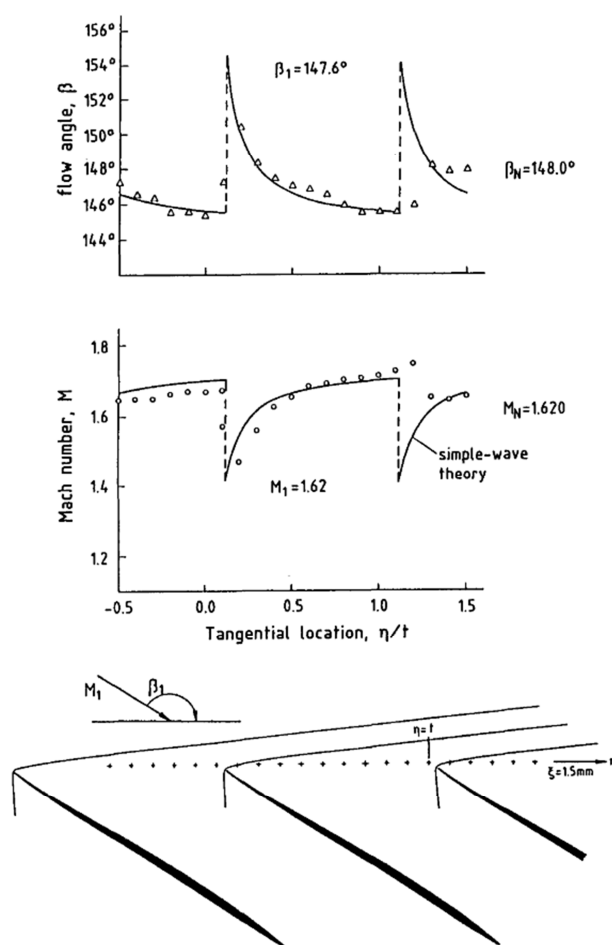 156°
154°
152°
150°
148°
146°
144°
flow angle, β
β₁=147.6°
β_N=148.0°
1.8
1.6
1.4
1.2
Mach number, M
M_N=1.620
simple-wave
theory
M₁=1.62
-0.5
0.0
0.5
1.0
1.5
Tangential location, η/t
M₁
β₁
η=t
ξ=1.5mm